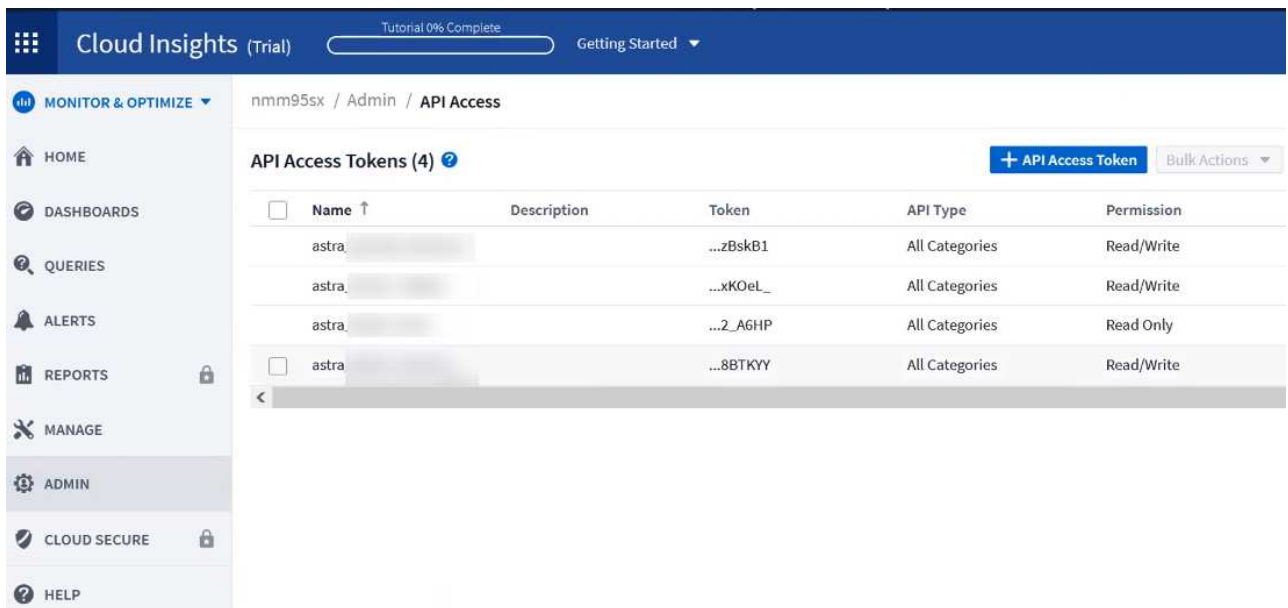 Cloud Insights (Trial)
Tutorial 0% Complete
Getting Started
MONITOR & OPTIMIZE
nmm95sx / Admin / API Access
HOME
API Access Tokens (4) ?
+ API Access Token
Bulk Actions
DASHBOARDS
Name ↑ Description Token API Type Permission
astra_ ...zBskB1 All Categories Read/Write
QUERIES
astra_ ...xKOeL_ All Categories Read/Write
ALERTS
astra_ ...2_A6HP All Categories Read Only
REPORTS
astra ...8BTKYY All Categories Read/Write
MANAGE
ADMIN
CLOUD SECURE
HELP